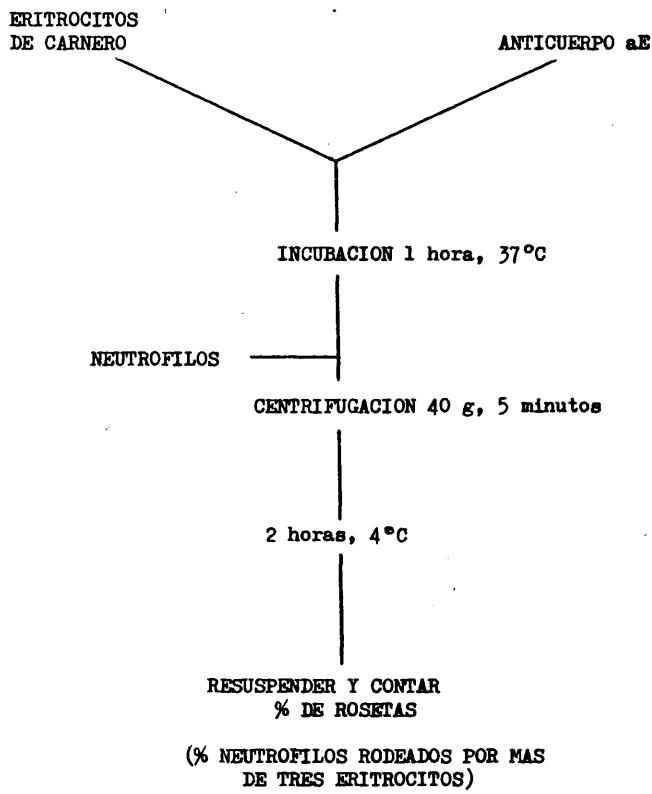 ERITROCITOS
DE CARNERO
ANTICUERPO aE
INCUBACION 1 hora, 37°C
NEUTROFILOS
CENTRIFUGACION 40 g, 5 minutos
2 horas, 4°C
RESUSPENDER Y CONTAR
% DE ROSETAS
(% NEUTROFILOS RODEADOS POR MAS
DE TRES ERITROCITOS)